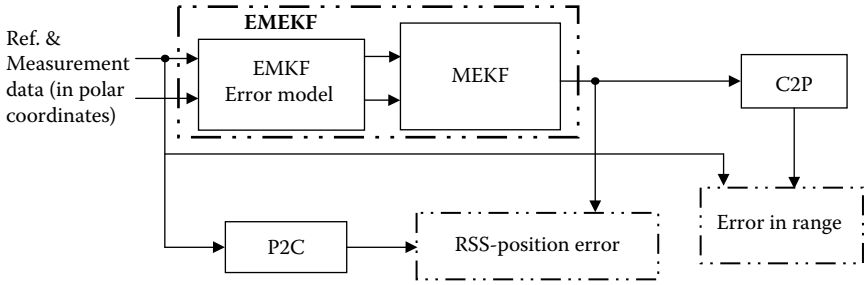 EMEKF
Ref. &
Measurement
data (in polar
coordinates)
EMKF
Error model
MEKF
C2P
P2C
RSS-position error
Error in range